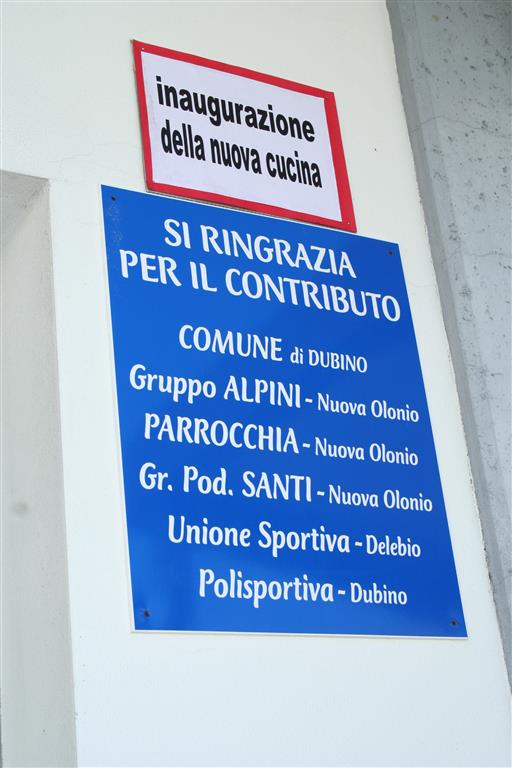 inaugurazione
della nuova cucina
SI RINGRAZIA
PER IL CONTRIBUTO
COMUNE di DUBINO
Gruppo ALPINI - Nuova Olonio
PARROCCHIA - Nuova Olonio
Gr. Pod. SANTI - Nuova Olonio
Unione Sportiva - Delebio
Polisportiva - Dubino